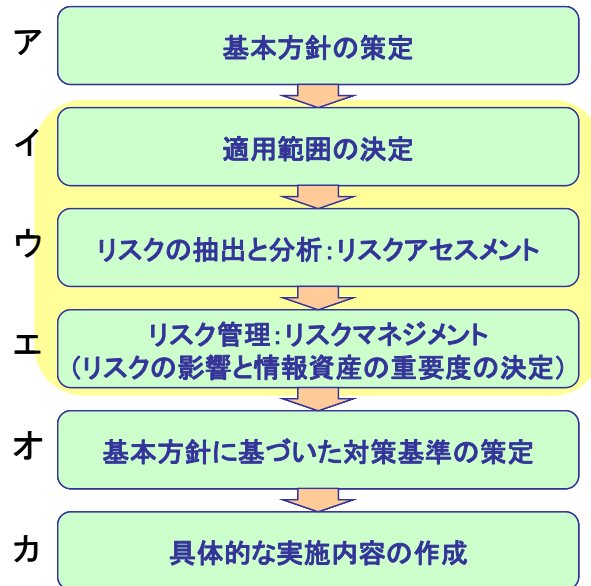 ア
基本方針の策定
イ
適用範囲の決定
ウ
リスクの抽出と分析：リスクアセスメント
エ
リスク管理：リスクマネジメント
（リスクの影響と情報資産の重要度の決定）
オ
基本方針に基づいた対策基準の策定
カ
具体的な実施内容の作成